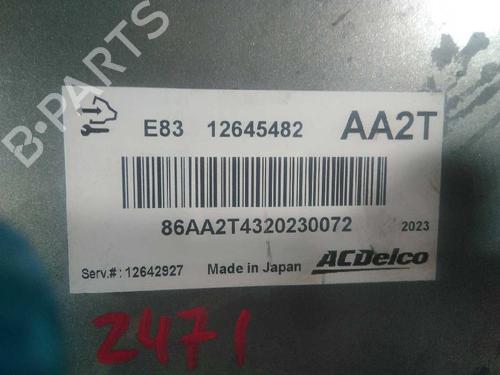 B-PARTS
E83 12645482 AA2T
86AA2T4320230072 2023
Serv.#: 12642927 Made in Japan ACDelco
2471